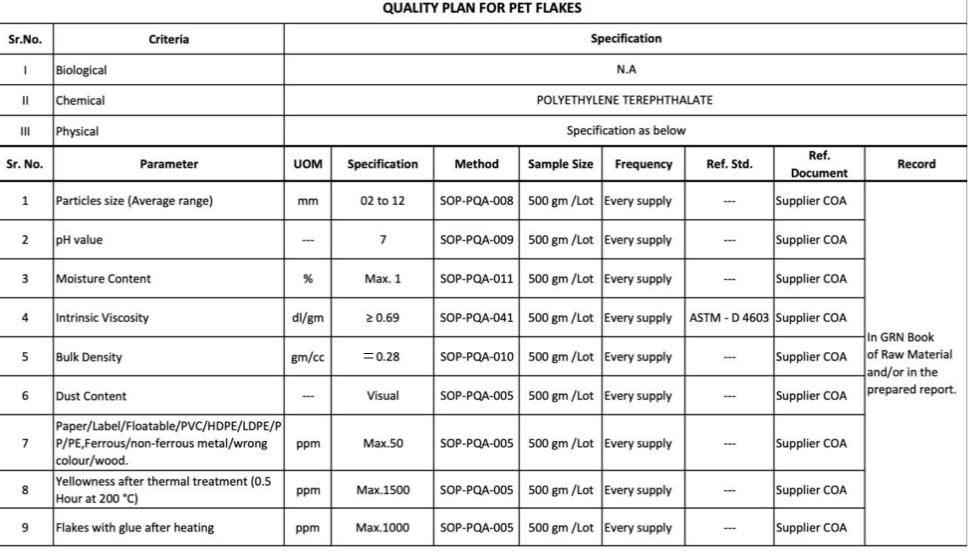 QUALITY PLAN FOR PET FLAKES
Sr.No. Criteria Specification
I Biological N.A
II Chemical POLYETHYLENE TEREPHTHALATE
III Physical Specification as below
Sr. No. Parameter UOM Specification Method Sample Size Frequency Ref. Std. Ref. Document Record
1 Particles size (Average range) mm 02 to 12 SOP-PQA-008 500 gm /Lot Every supply --- Supplier COA
2 pH value --- 7 SOP-PQA-009 500 gm /Lot Every supply --- Supplier COA
3 Moisture Content % Max. 1 SOP-PQA-011 500 gm /Lot Every supply --- Supplier COA
4 Intrinsic Viscosity dl/gm ≥ 0.69 SOP-PQA-041 500 gm /Lot Every supply ASTM - D 4603 Supplier COA
5 Bulk Density gm/cc = 0.28 SOP-PQA-010 500 gm /Lot Every supply --- Supplier COA
6 Dust Content --- Visual SOP-PQA-005 500 gm /Lot Every supply --- Supplier COA
7 Paper/Label/Floatable/PVC/HDPE/LDPE/P
P/PE,Ferrous/non-ferrous metal/wrong
colour/wood. ppm Max.50 SOP-PQA-005 500 gm /Lot Every supply --- Supplier COA
8 Yellowness after thermal treatment (0.5
Hour at 200 °C) ppm Max.1500 SOP-PQA-005 500 gm /Lot Every supply --- Supplier COA
9 Flakes with glue after heating ppm Max.1000 SOP-PQA-005 500 gm /Lot Every supply --- Supplier COA
In GRN Book
of Raw Material
and/or in the
prepared report.